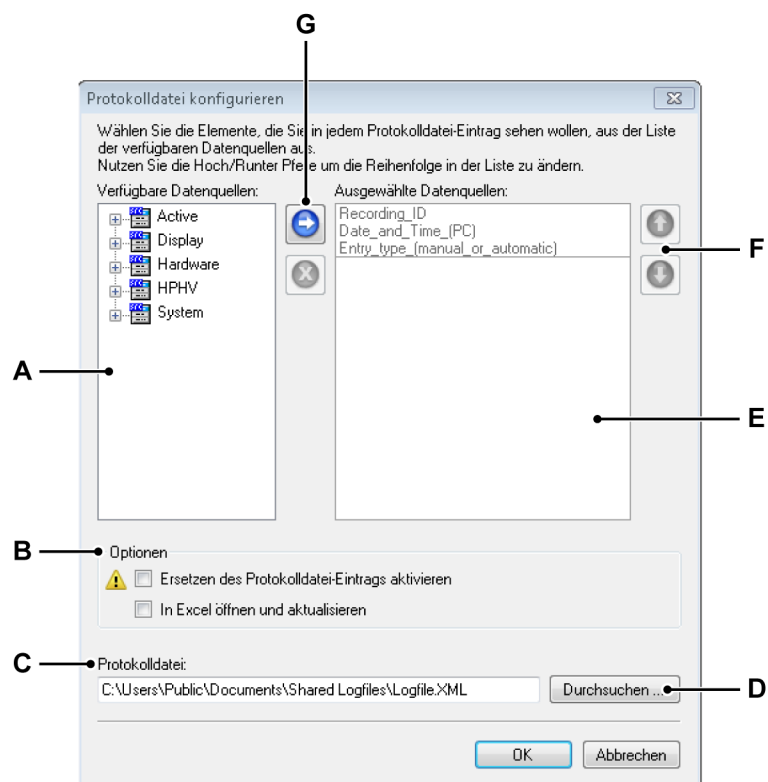 G
Protokolldatei konfigurieren
Wählen Sie die Elemente, die Sie in jedem Protokolldatei-Eintrag sehen wollen, aus der Liste
der verfügbaren Datenquellen aus.
Nutzen Sie die Hoch/Runter Pfeile um die Reihenfolge in der Liste zu ändern.
Verfügbare Datenquellen:
Ausgewählte Datenquellen:
Active
Display
Hardware
HPHV
System
Recording_ID
Date_and_Time_(PC)
Entry_type_(manual_or_automatic)
F
A
E
B
Optionen
Ersetzen des Protokolldatei-Eintrags aktivieren
In Excel öffnen und aktualisieren
C
Protokolldatei:
C:\Users\Public\Documents\Shared Logfiles\Logfile.XML
Durchsuchen ...
D
OK
Abbrechen